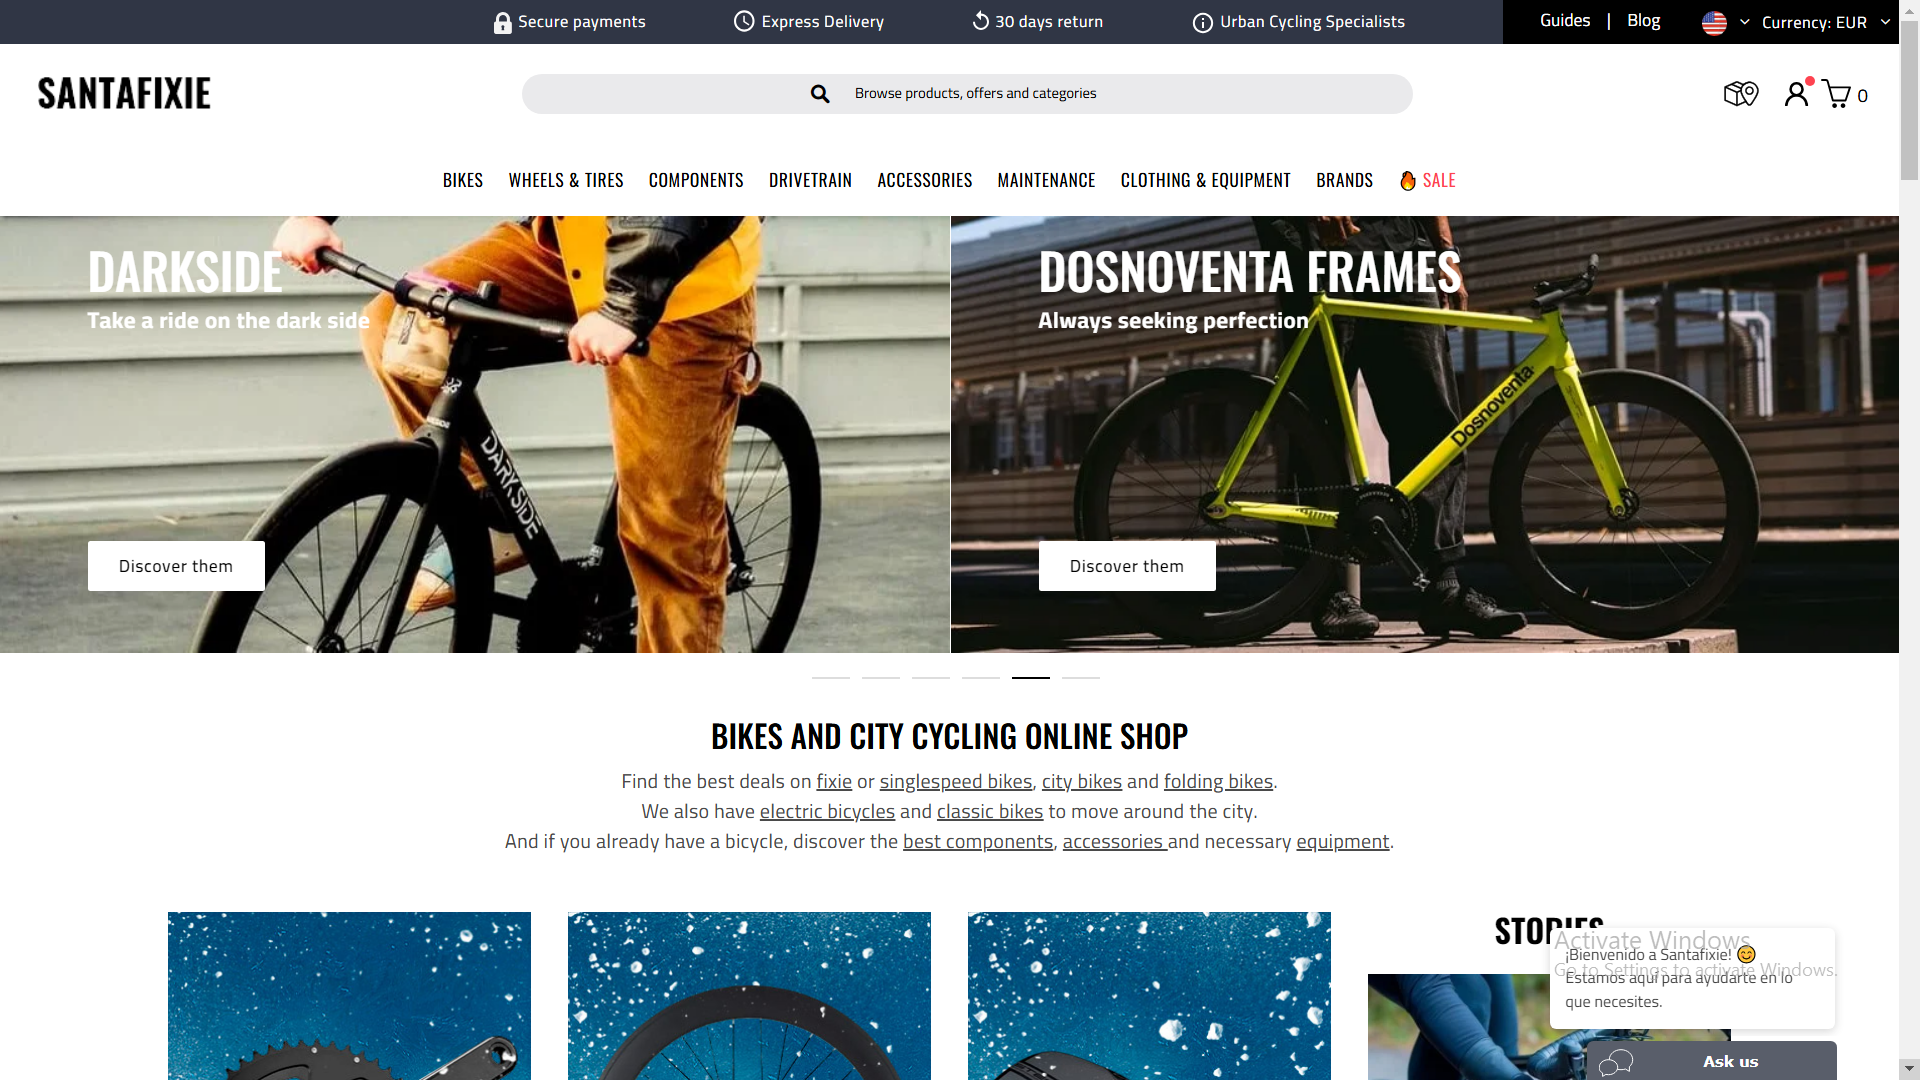 Secure payments
Express Delivery
30 days return
Urban Cycling Specialists
Guides | Blog
Currency: EUR
SANTAFIXIE
Browse products, offers and categories
0
BIKES
WHEELS & TIRES
COMPONENTS
DRIVETRAIN
ACCESSORIES
MAINTENANCE
CLOTHING & EQUIPMENT
BRANDS
SALE
DARKSIDE
Take a ride on the dark side
DARKSIDE
Discover them
DOSNOVENTA FRAMES
Always seeking perfection
Dosnoventa
Discover them
BIKES AND CITY CYCLING ONLINE SHOP
Find the best deals on fixie or singlespeed bikes, city bikes and folding bikes.
We also have electric bicycles and classic bikes to move around the city.
And if you already have a bicycle, discover the best components, accessories and necessary equipment.
STORIES
Activate Windows
Go to Settings to activate Windows.
¡Bienvenido a Santafixie! 😊
Estamos aquí para ayudarte en lo
que necesites.
Ask us